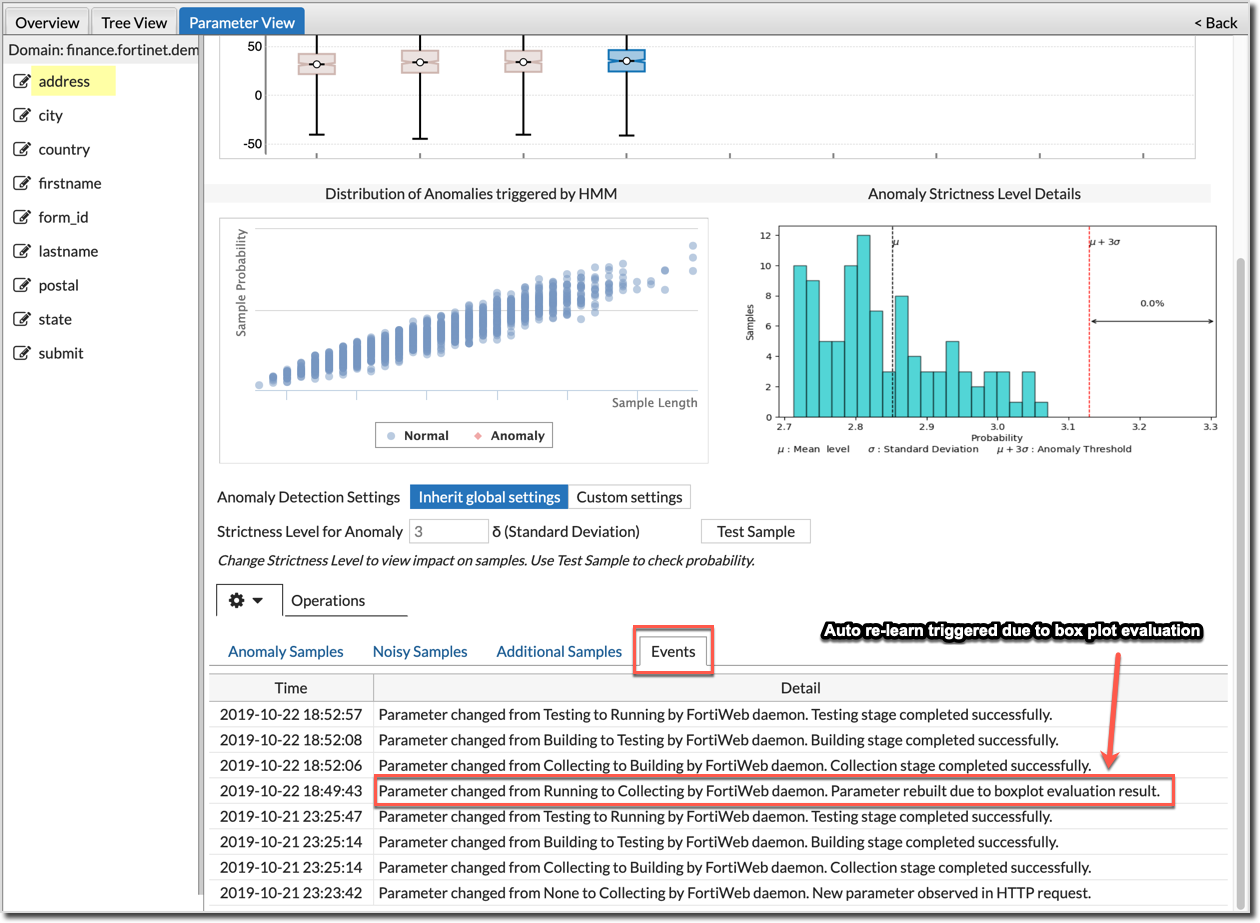 Overview Tree View Parameter View < Back
Domain: finance.fortinet.dem
address
city
country
firstname
form_id
lastname
postal
state
submit
50
0
-50
Distribution of Anomalies triggered by HMM
Sample Probability
Sample Length
Normal Anomaly
Anomaly Strictness Level Details
Samples
12
10
8
6
4
2
0
μ
μ + 3σ
0.0%
2.7 2.8 2.9 3.0 3.1 3.2 3.3
Probability
μ : Mean level σ : Standard Deviation μ + 3σ : Anomaly Threshold
Anomaly Detection Settings Inherit global settings Custom settings
Strictness Level for Anomaly 3 δ (Standard Deviation) Test Sample
Change Strictness Level to view impact on samples. Use Test Sample to check probability.
Operations
Auto re-learn triggered due to box plot evaluation
Anomaly Samples Noisy Samples Additional Samples Events
Time Detail
2019-10-22 18:52:57 Parameter changed from Testing to Running by FortiWeb daemon. Testing stage completed successfully.
2019-10-22 18:52:08 Parameter changed from Building to Testing by FortiWeb daemon. Building stage completed successfully.
2019-10-22 18:52:06 Parameter changed from Collecting to Building by FortiWeb daemon. Collection stage completed successfully.
2019-10-22 18:49:43 Parameter changed from Running to Collecting by FortiWeb daemon. Parameter rebuilt due to boxplot evaluation result.
2019-10-21 23:25:47 Parameter changed from Testing to Running by FortiWeb daemon. Testing stage completed successfully.
2019-10-21 23:25:14 Parameter changed from Building to Testing by FortiWeb daemon. Building stage completed successfully.
2019-10-21 23:25:14 Parameter changed from Collecting to Building by FortiWeb daemon. Collection stage completed successfully.
2019-10-21 23:23:42 Parameter changed from None to Collecting by FortiWeb daemon. New parameter observed in HTTP request.